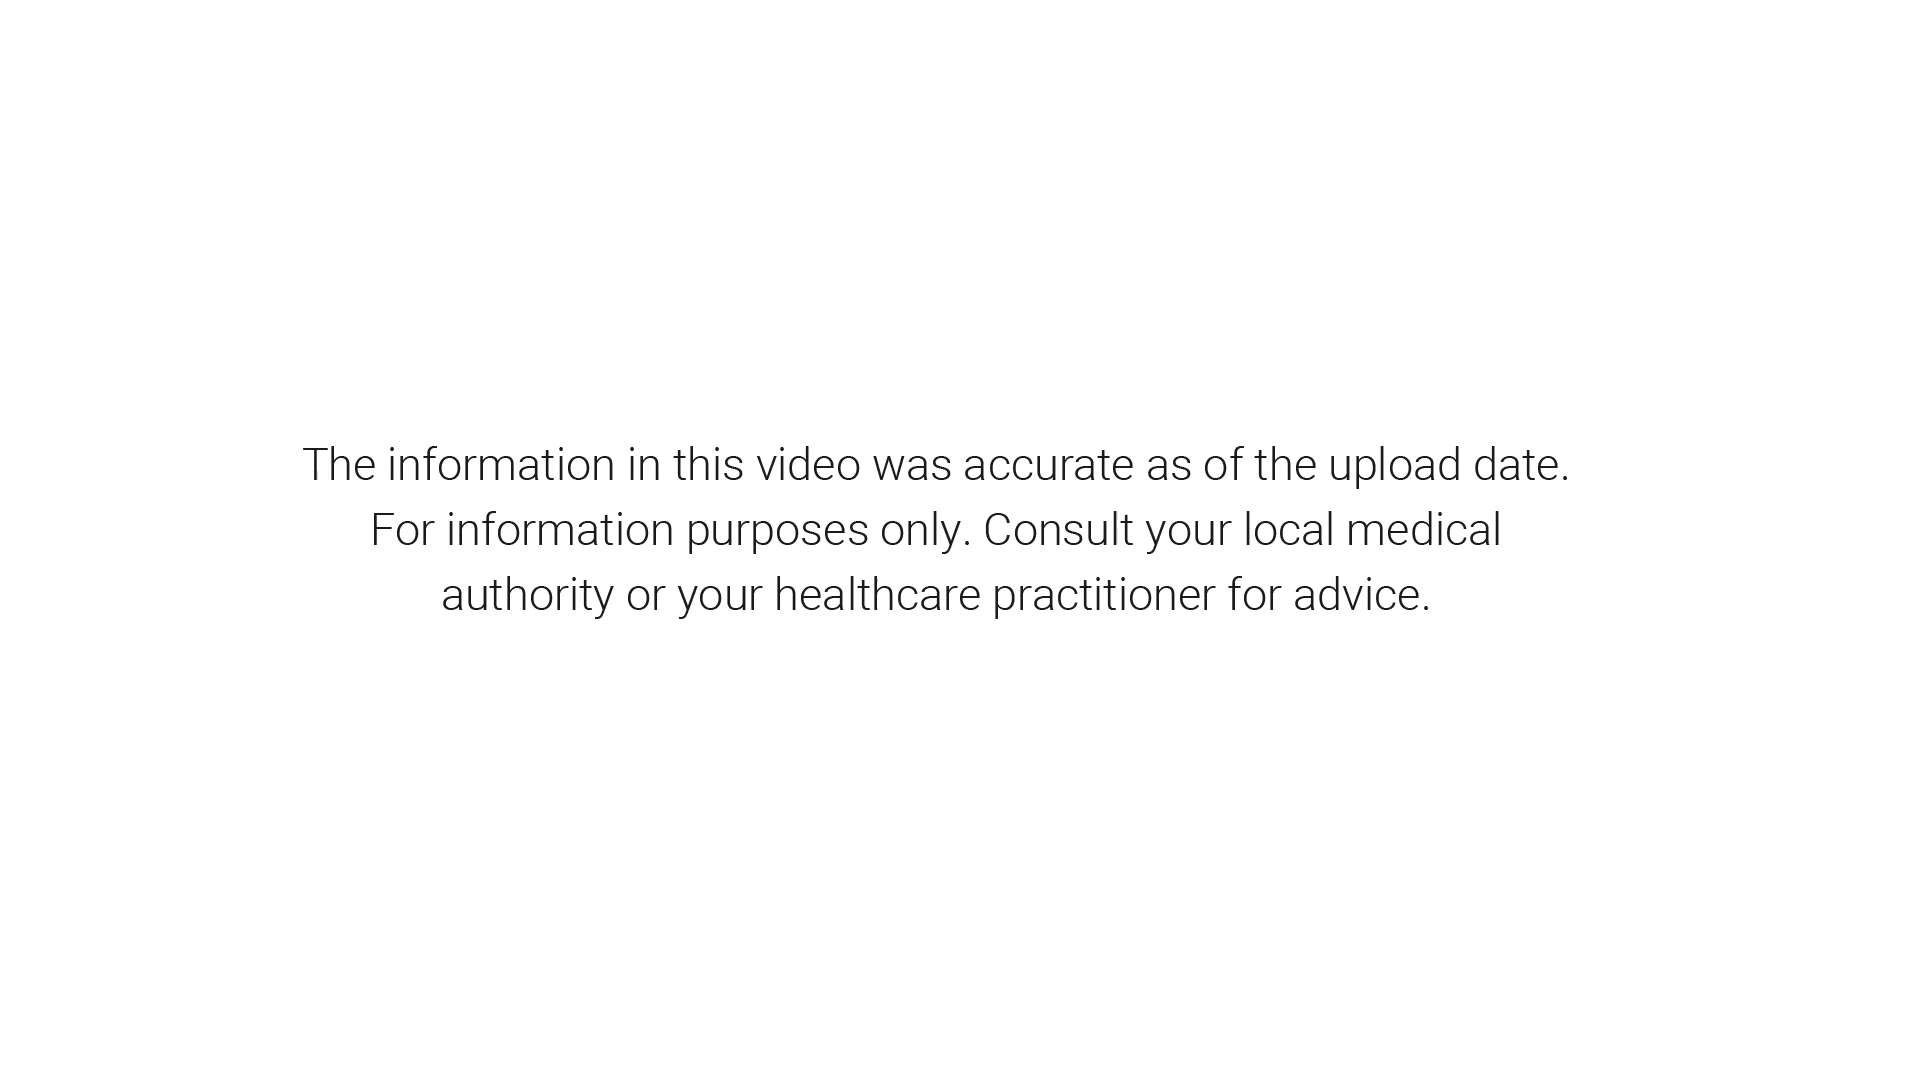 The information in this video was accurate as of the upload date.
For information purposes only. Consult your local medical
authority or your healthcare practitioner for advice.